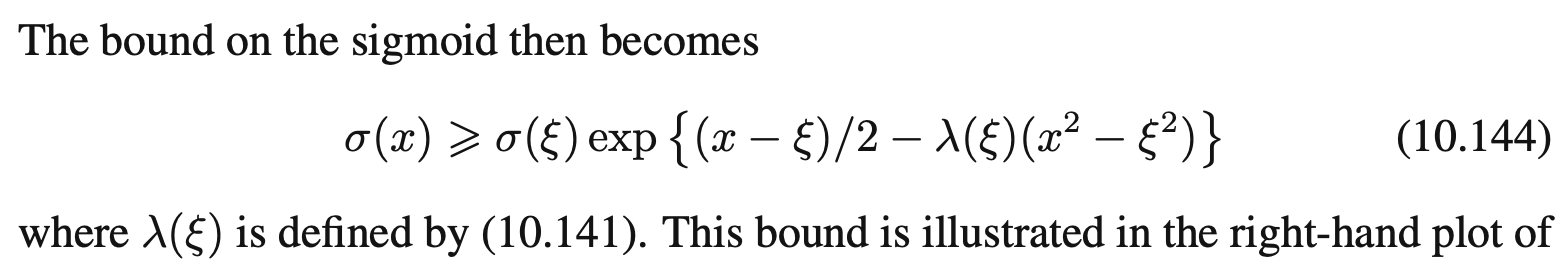 The bound on the sigmoid then becomes
σ(x) ⩾ σ(ξ) exp {(x − ξ)/2 − λ(ξ)(x² − ξ²)} (10.144)
where λ(ξ) is defined by (10.141). This bound is illustrated in the right-hand plot of